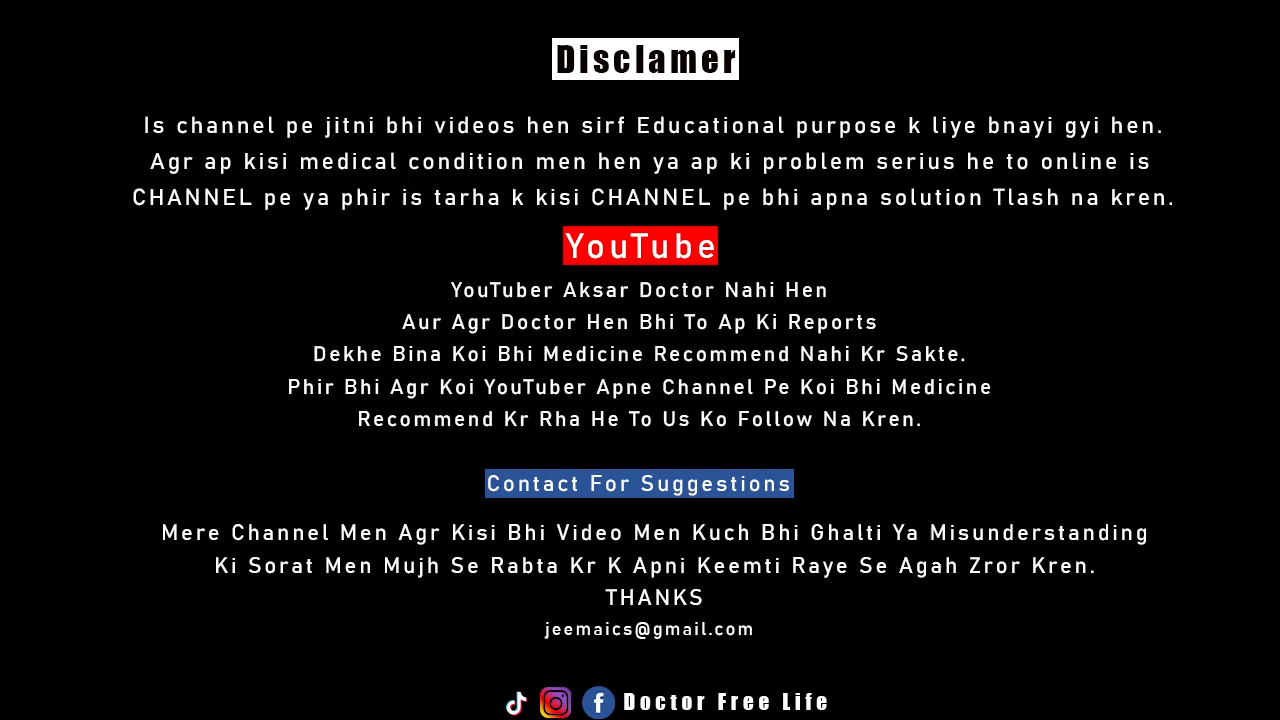 Disclamer
Is channel pe jitni bhi videos hen sirf Educational purpose k liye bnayi gyi hen.
Agr ap kisi medical condition men hen ya ap ki problem serius he to online is
CHANNEL pe ya phir is tarha k kisi CHANNEL pe bhi apna solution Tlash na kren.
YouTube
YouTuber Aksar Doctor Nahi Hen
Aur Agr Doctor Hen Bhi To Ap Ki Reports
Dekhe Bina Koi Bhi Medicine Recommend Nahi Kr Sakte.
Phir Bhi Agr Koi YouTuber Apne Channel Pe Koi Bhi Medicine
Recommend Kr Rha He To Us Ko Follow Na Kren.
Contact For Suggestions
Mere Channel Men Agr Kisi Bhi Video Men Kuch Bhi Ghalti Ya Misunderstanding
Ki Sorat Men Mujh Se Rabta Kr K Apni Keemti Raye Se Agah Zror Kren.
THANKS
jeemaics@gmail.com
Doctor Free Life